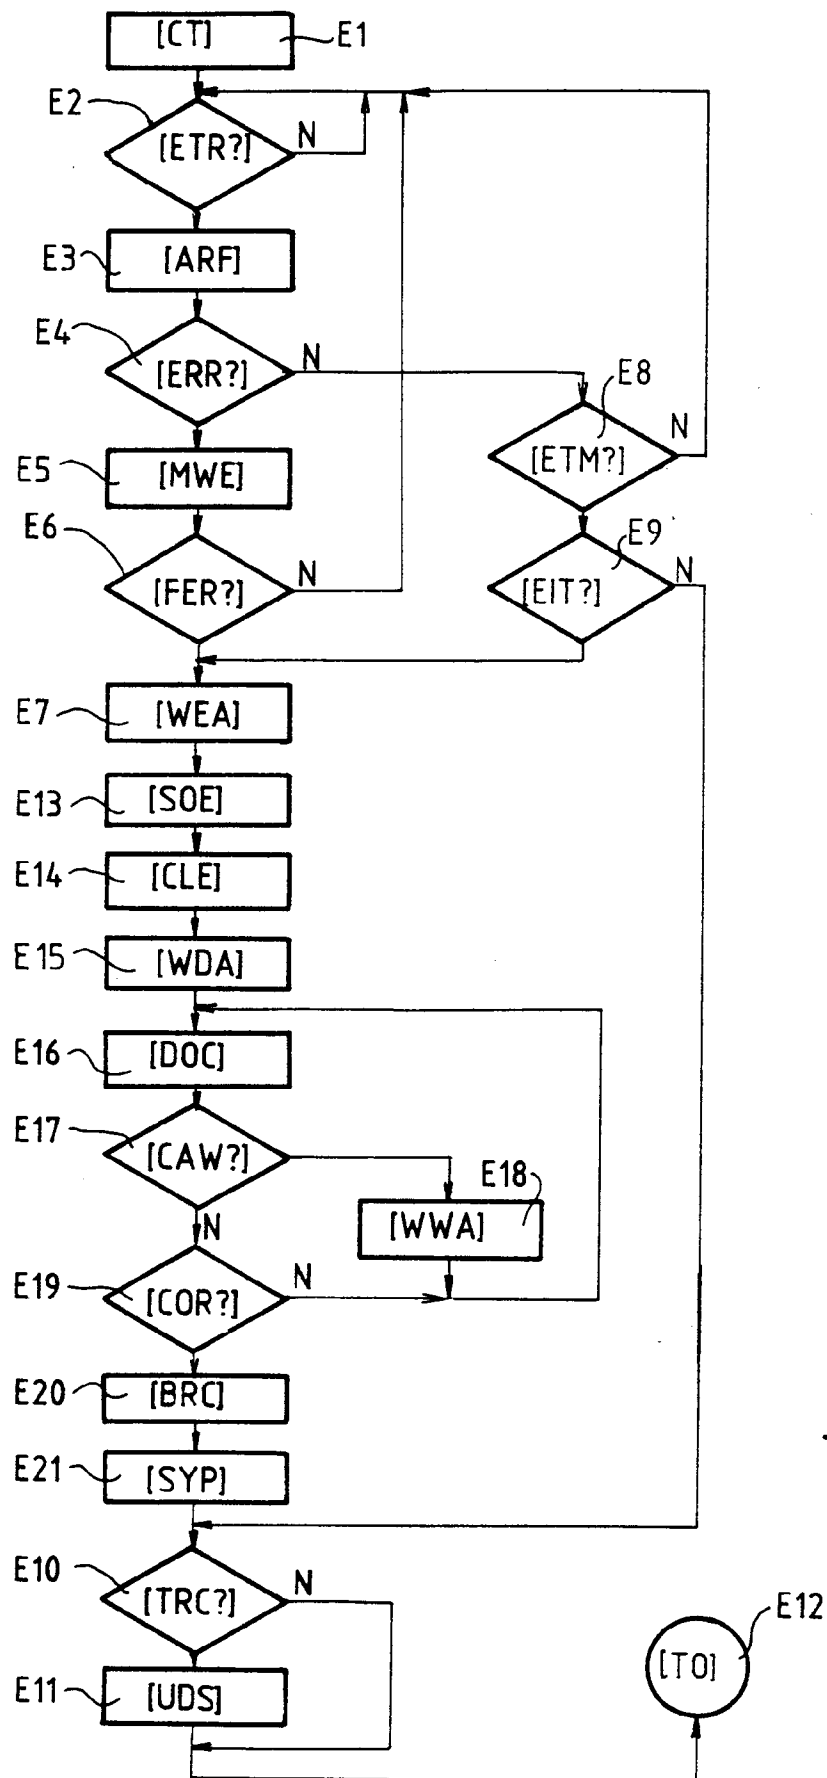 [CT] E1
E2 [ETR?] N
E3 [ARF]
E4 [ERR?] N
E8 [ETM?] N
E5 [MWE]
E6 [FER?] N
E9 [EIT?] N
E7 [WEA]
E13 [SOE]
E14 [CLE]
E15 [WDA]
E16 [DOC]
E17 [CAW?] N
E18 [WWA]
E19 [COR?] N
E20 [BRC]
E21 [SYP]
E10 [TRC?] N
E12 [TO]
E11 [UDS]